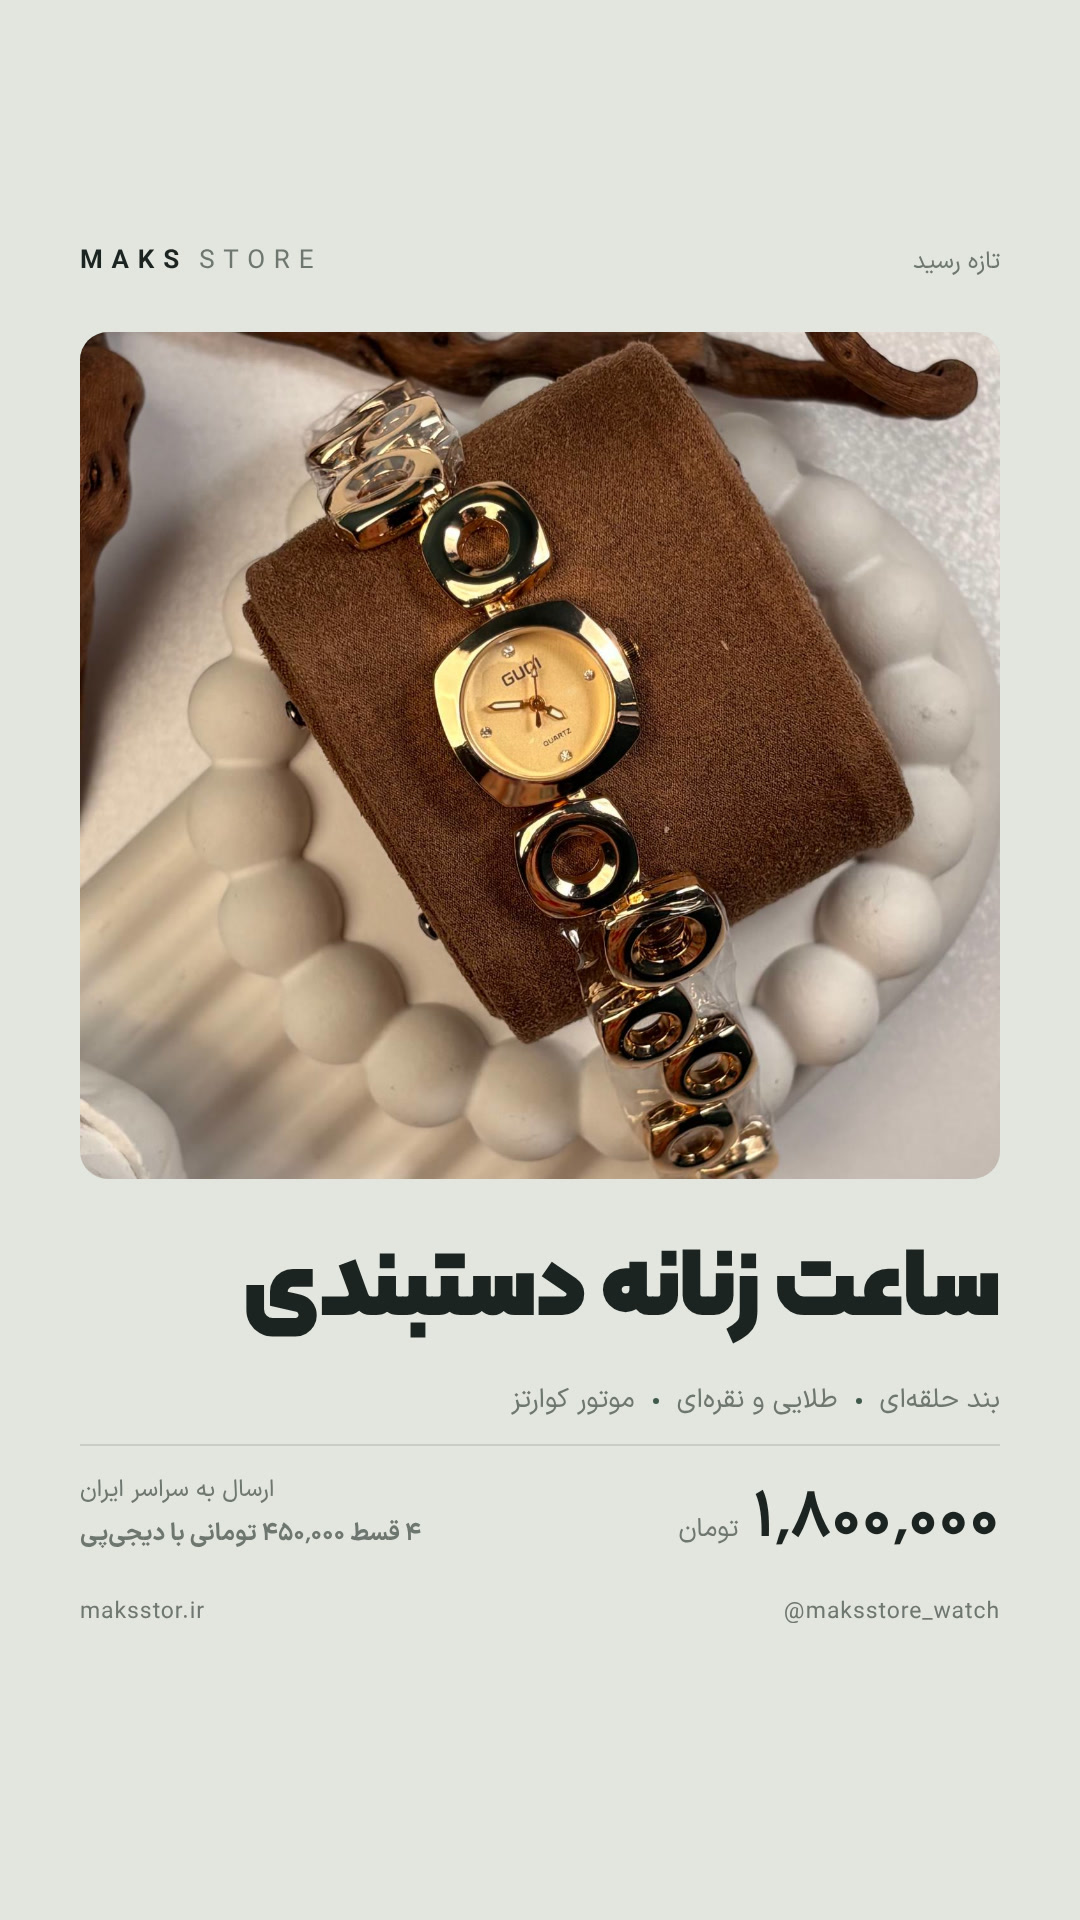 MAKS STORE
تازه رسید
GUCI
QUARTZ
ساعت زنانه دستبندی
بند حلقه‌ای • طلایی و نقره‌ای • موتور کوارتز
۱,۸۰۰,۰۰۰ تومان
ارسال به سراسر ایران
۴ قسط ۴۵۰,۰۰۰ تومانی با دیجی‌پی
@maksstore_watch
maksstor.ir